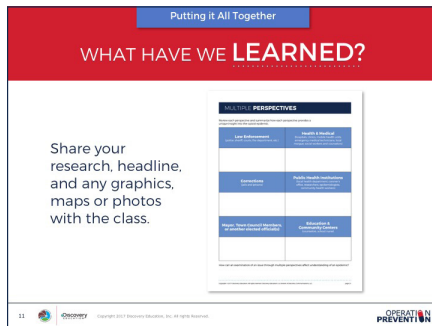 Putting it All Together
WHAT HAVE WE LEARNED?
Share your
research, headline,
and any graphics,
maps or photos
with the class.
MULTIPLE PERSPECTIVES
Law Enforcement
Health & Medical
Corrections
Public Health Institutions
Mayor, Town Council Members,
or another elected official(s)
Education &
Community Centers
11
Discovery
EDUCATION
Copyright 2017 Discovery Education, Inc. All Rights Reserved.
OPERATION
PREVENTION